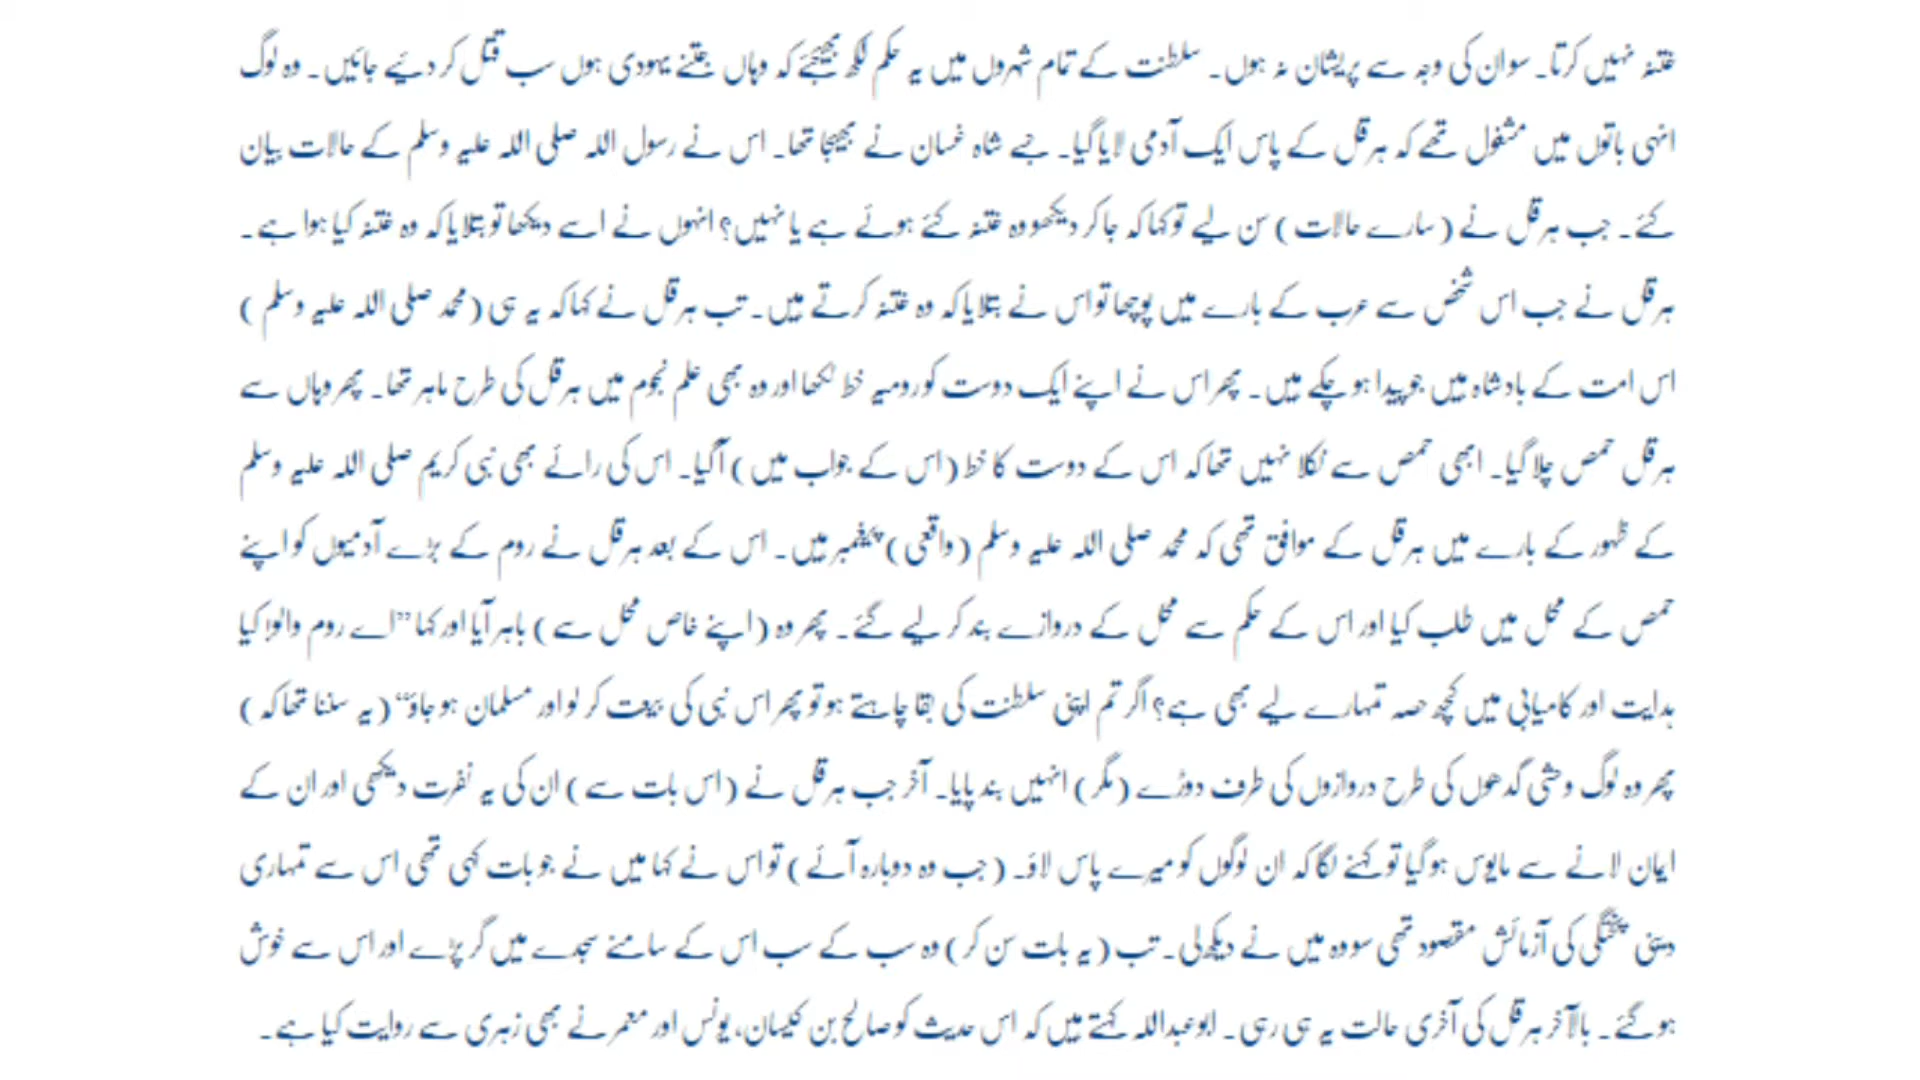 ختنہ نہیں کرتا۔ سو ان کی وجہ سے پریشان نہ ہوں۔ سلطنت کے تمام شہروں میں یہ حکم لکھ بھیجئے کہ وہاں جتنے یہودی ہوں سب قتل کر دئیے جائیں۔ وہ لوگ
انہی باتوں میں مشغول تھے کہ ہرقل کے پاس ایک آدمی لایا گیا۔ جسے شاہ غسان نے بھیجا تھا۔ اس نے رسول اللہ صلی اللہ علیہ وسلم کے حالات بیان
کئے۔ جب ہرقل نے (سارے حالات) سن لیے تو کہا کہ جا کر دیکھو وہ ختنہ کئے ہوئے ہے یا نہیں؟ انہوں نے اسے دیکھا تو بتلایا کہ وہ ختنہ کیا ہوا ہے۔
ہرقل نے جب اس شخص سے عرب کے بارے میں پوچھا تو اس نے بتلایا کہ وہ ختنہ کرتے ہیں۔ تب ہرقل نے کہا کہ یہ ہی (محمد صلی اللہ علیہ وسلم)
اس امت کے بادشاہ ہیں جو پیدا ہو چکے ہیں۔ پھر اس نے اپنے ایک دوست کو رومیہ خط لکھا اور وہ بھی علم نجوم میں ہرقل کی طرح ماہر تھا۔ پھر وہاں سے
ہرقل حمص چلا گیا۔ ابھی حمص سے نکلا نہیں تھا کہ اس کے دوست کا خط (اس کے جواب میں) آ گیا۔ اس کی رائے بھی نبی کریم صلی اللہ علیہ وسلم
کے ظہور کے بارے میں ہرقل کے موافق تھی کہ محمد صلی اللہ علیہ وسلم (واقعی) پیغمبر ہیں۔ اس کے بعد ہرقل نے روم کے بڑے آدمیوں کو اپنے
حمص کے محل میں طلب کیا اور اس کے حکم سے محل کے دروازے بند کر لیے گئے۔ پھر وہ (اپنے خاص محل سے) باہر آیا اور کہا ”اے روم والو! کیا
ہدایت اور کامیابی میں کچھ حصہ تمہارے لیے بھی ہے؟ اگر تم اپنی سلطنت کی بقا چاہتے ہو تو پھر اس نبی کی بیعت کر لو اور مسلمان ہو جاؤ“ (یہ سننا تھا کہ)
پھر وہ لوگ وحشی گدھوں کی طرح دروازوں کی طرف دوڑے (مگر) انہیں بند پایا۔ آخر جب ہرقل نے (اس بات سے) ان کی یہ نفرت دیکھی اور ان کے
ایمان لانے سے مایوس ہو گیا تو کہنے لگا کہ ان لوگوں کو میرے پاس لاؤ۔ (جب وہ دوبارہ آئے) تو اس نے کہا میں نے جو بات کہی تھی اس سے تمہاری
دینی پختگی کی آزمائش مقصود تھی سو وہ میں نے دیکھ لی۔ تب (یہ بات سن کر) وہ سب کے سب اس کے سامنے سجدے میں گر پڑے اور اس سے خوش
ہو گئے۔ بالآخر ہرقل کی آخری حالت یہ ہی رہی۔ ابوعبداللہ کہتے ہیں کہ اس حدیث کو صالح بن کیسان، یونس اور معمر نے بھی زہری سے روایت کیا ہے۔